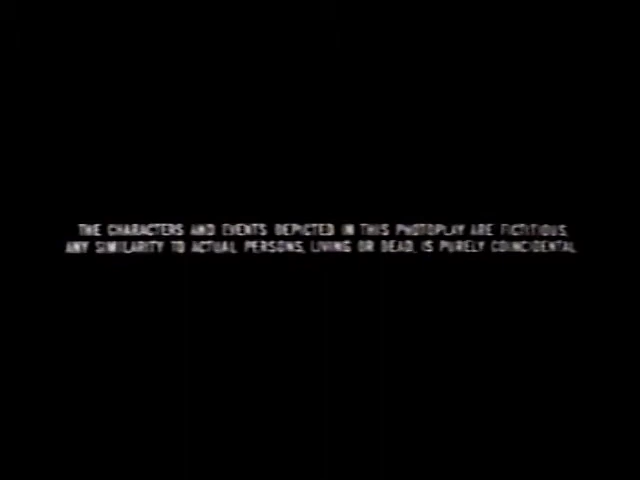 THE CHARACTERS AND EVENTS DEPICTED IN THIS PHOTOPLAY ARE FICTITIOUS.
ANY SIMILARITY TO ACTUAL PERSONS, LIVING OR DEAD, IS PURELY COINCIDENTAL.